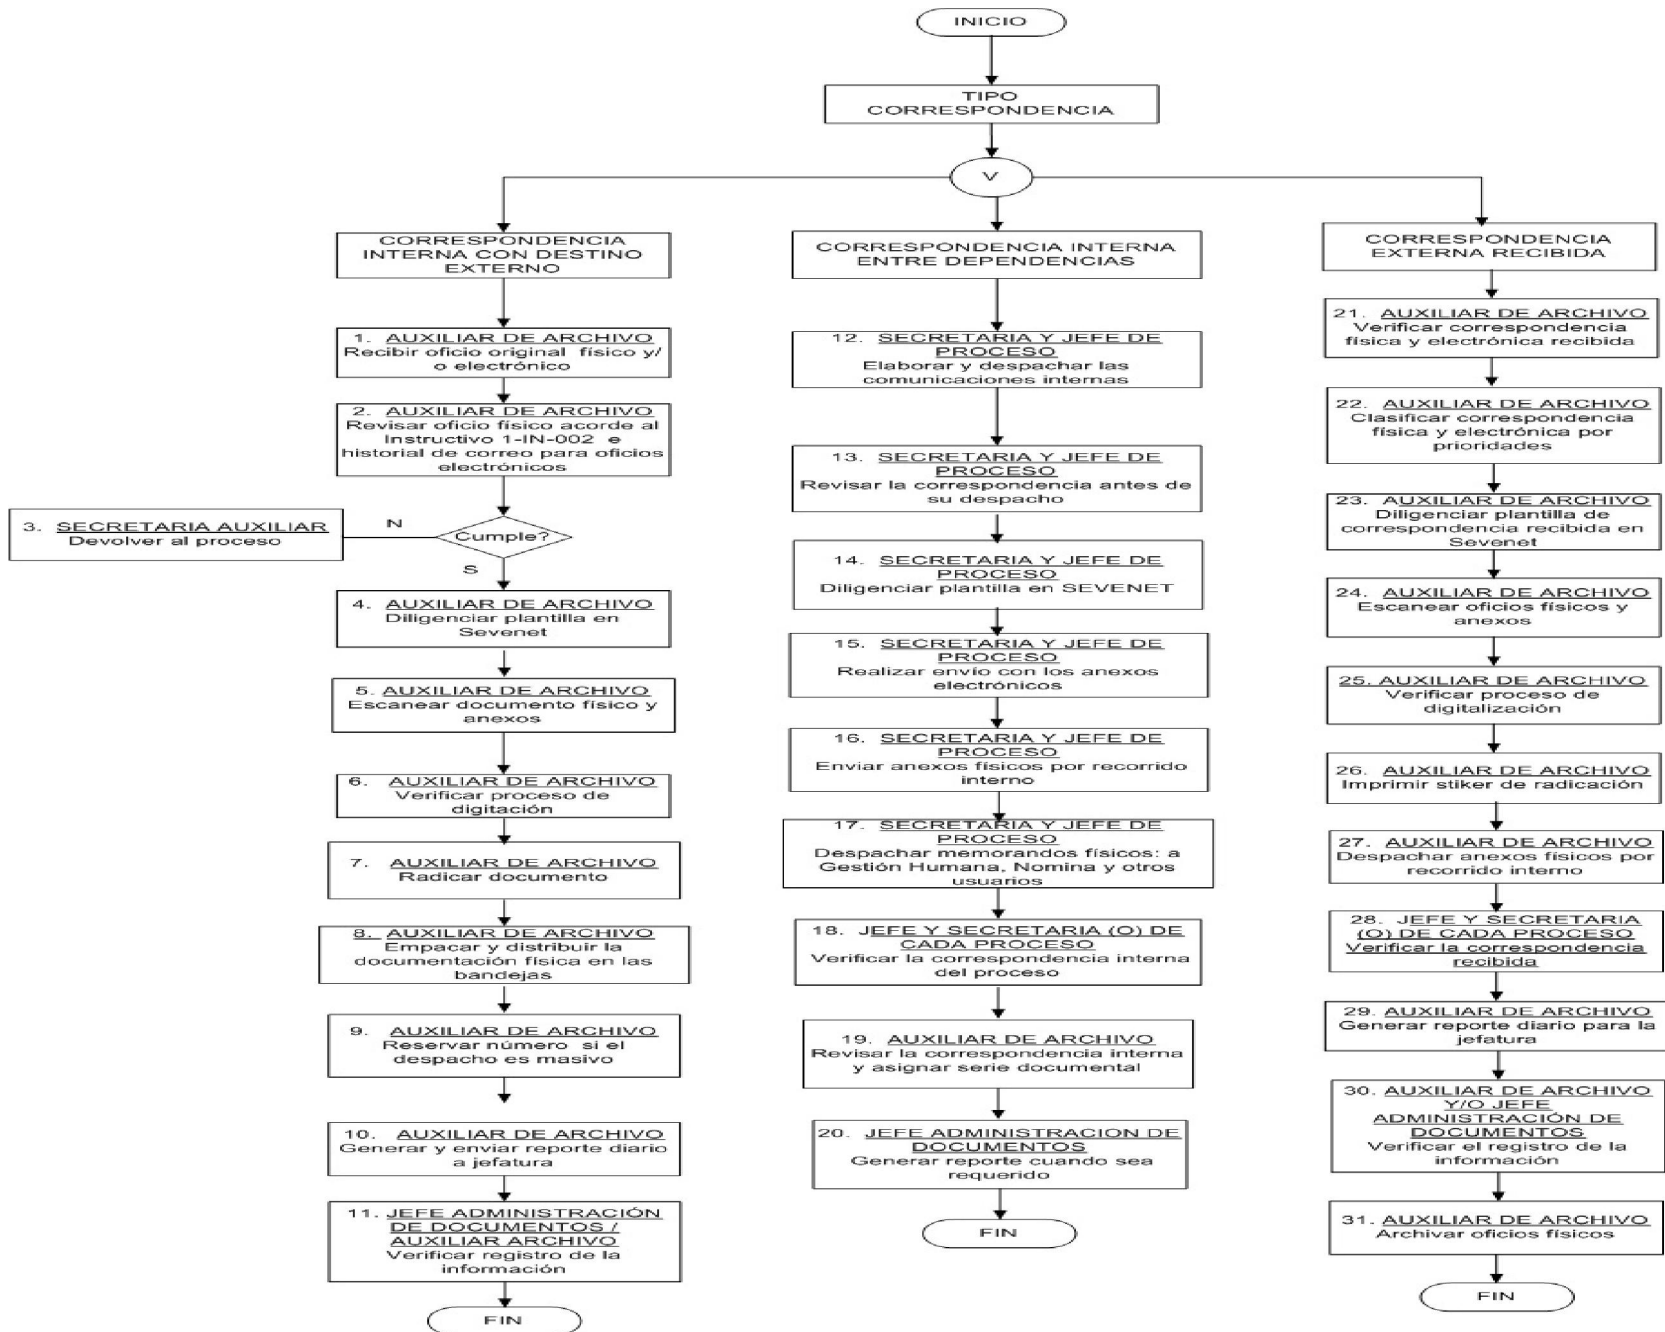 INICIO
TIPO
CORRESPONDENCIA
V
CORRESPONDENCIA
INTERNA CON DESTINO
EXTERNO
1. AUXILIAR DE ARCHIVO
Recibir oficio original físico y/
o electrónico
2. AUXILIAR DE ARCHIVO
Revisar oficio físico acorde al
Instructivo 1-IN-002 e
historial de correo para oficios
electrónicos
3. SECRETARIA AUXILIAR
Devolver al proceso
N
Cumple?
S
4. AUXILIAR DE ARCHIVO
Diligenciar plantilla en
Sevenet
5. AUXILIAR DE ARCHIVO
Escanear documento físico y
anexos
6. AUXILIAR DE ARCHIVO
Verificar proceso de
digitación
7. AUXILIAR DE ARCHIVO
Radicar documento
8. AUXILIAR DE ARCHIVO
Empacar y distribuir la
documentación física en las
bandejas
9. AUXILIAR DE ARCHIVO
Reservar número si el
despacho es masivo
10. AUXILIAR DE ARCHIVO
Generar y enviar reporte diario
a jefatura
11. JEFE ADMINISTRACIÓN
DE DOCUMENTOS /
AUXILIAR ARCHIVO
Verificar registro de la
información
FIN
CORRESPONDENCIA INTERNA
ENTRE DEPENDENCIAS
12. SECRETARIA Y JEFE DE
PROCESO
Elaborar y despachar las
comunicaciones internas
13. SECRETARIA Y JEFE DE
PROCESO
Revisar la correspondencia antes de
su despacho
14. SECRETARIA Y JEFE DE
PROCESO
Diligenciar plantilla en SEVENET
15. SECRETARIA Y JEFE DE
PROCESO
Realizar envío con los anexos
electrónicos
16. SECRETARIA Y JEFE DE
PROCESO
Enviar anexos físicos por recorrido
interno
17. SECRETARIA Y JEFE DE
PROCESO
Despachar memorandos físicos: a
Gestión Humana, Nomina y otros
usuarios
18. JEFE Y SECRETARIA (O) DE
CADA PROCESO
Verificar la correspondencia interna
del proceso
19. AUXILIAR DE ARCHIVO
Revisar la correspondencia interna
y asignar serie documental
20. JEFE ADMINISTRACION DE
DOCUMENTOS
Generar reporte cuando sea
requerido
FIN
CORRESPONDENCIA
EXTERNA RECIBIDA
21. AUXILIAR DE ARCHIVO
Verificar correspondencia
física y electrónica recibida
22. AUXILIAR DE ARCHIVO
Clasificar correspondencia
física y electrónica por
prioridades
23. AUXILIAR DE ARCHIVO
Diligenciar plantilla de
correspondencia recibida en
Sevenet
24. AUXILIAR DE ARCHIVO
Escanear oficios físicos y
anexos
25. AUXILIAR DE ARCHIVO
Verificar proceso de
digitalización
26. AUXILIAR DE ARCHIVO
Imprimir stiker de radicación
27. AUXILIAR DE ARCHIVO
Despachar anexos físicos por
recorrido interno
28. JEFE Y SECRETARIA
(O) DE CADA PROCESO
Verificar la correspondencia
recibida
29. AUXILIAR DE ARCHIVO
Generar reporte diario para la
jefatura
30. AUXILIAR DE ARCHIVO
Y/O JEFE
ADMINISTRACIÓN DE
DOCUMENTOS
Verificar el registro de la
información
31. AUXILIAR DE ARCHIVO
Archivar oficios físicos
FIN